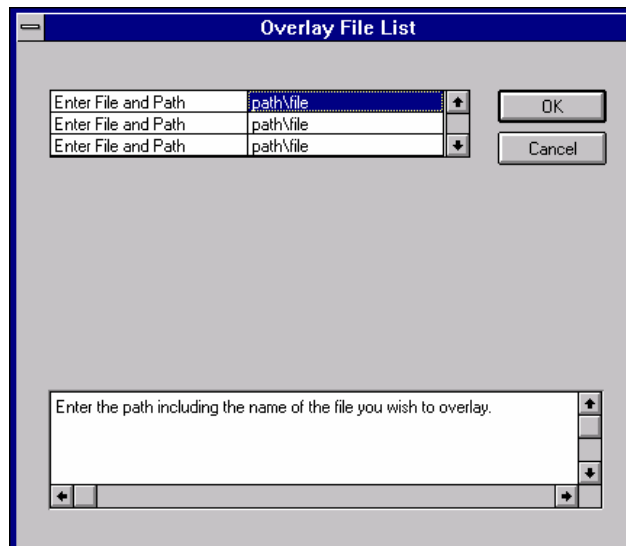 Overlay File List
Enter File and Path path\file
Enter File and Path path\file
Enter File and Path path\file
OK
Cancel
Enter the path including the name of the file you wish to overlay.